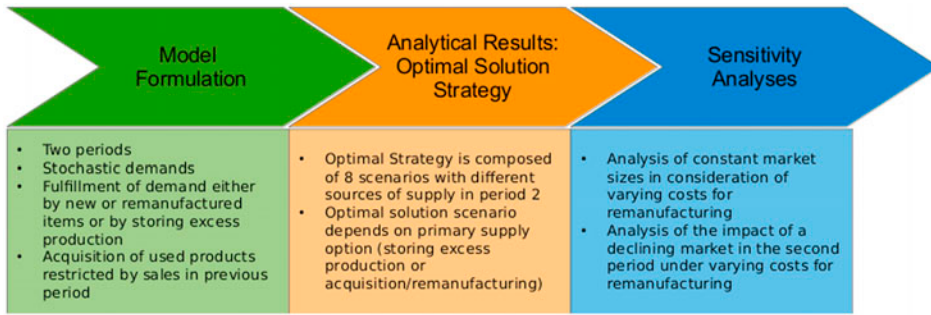 Model
Formulation
Analytical Results:
Optimal Solution
Strategy
Sensitivity
Analyses
• Two periods
• Stochastic demands
• Fulfillment of demand either
by new or remanufactured
items or by storing excess
production
• Acquisition of used products
restricted by sales in previous
period
• Optimal Strategy is composed
of 8 scenarios with different
sources of supply in period 2
• Optimal solution scenario
depends on primary supply
option (storing excess
production or
acquisition/remanufacturing)
• Analysis of constant market
sizes in consideration of
varying costs for
remanufacturing
• Analysis of the impact of a
declining market in the second
period under varying costs for
remanufacturing